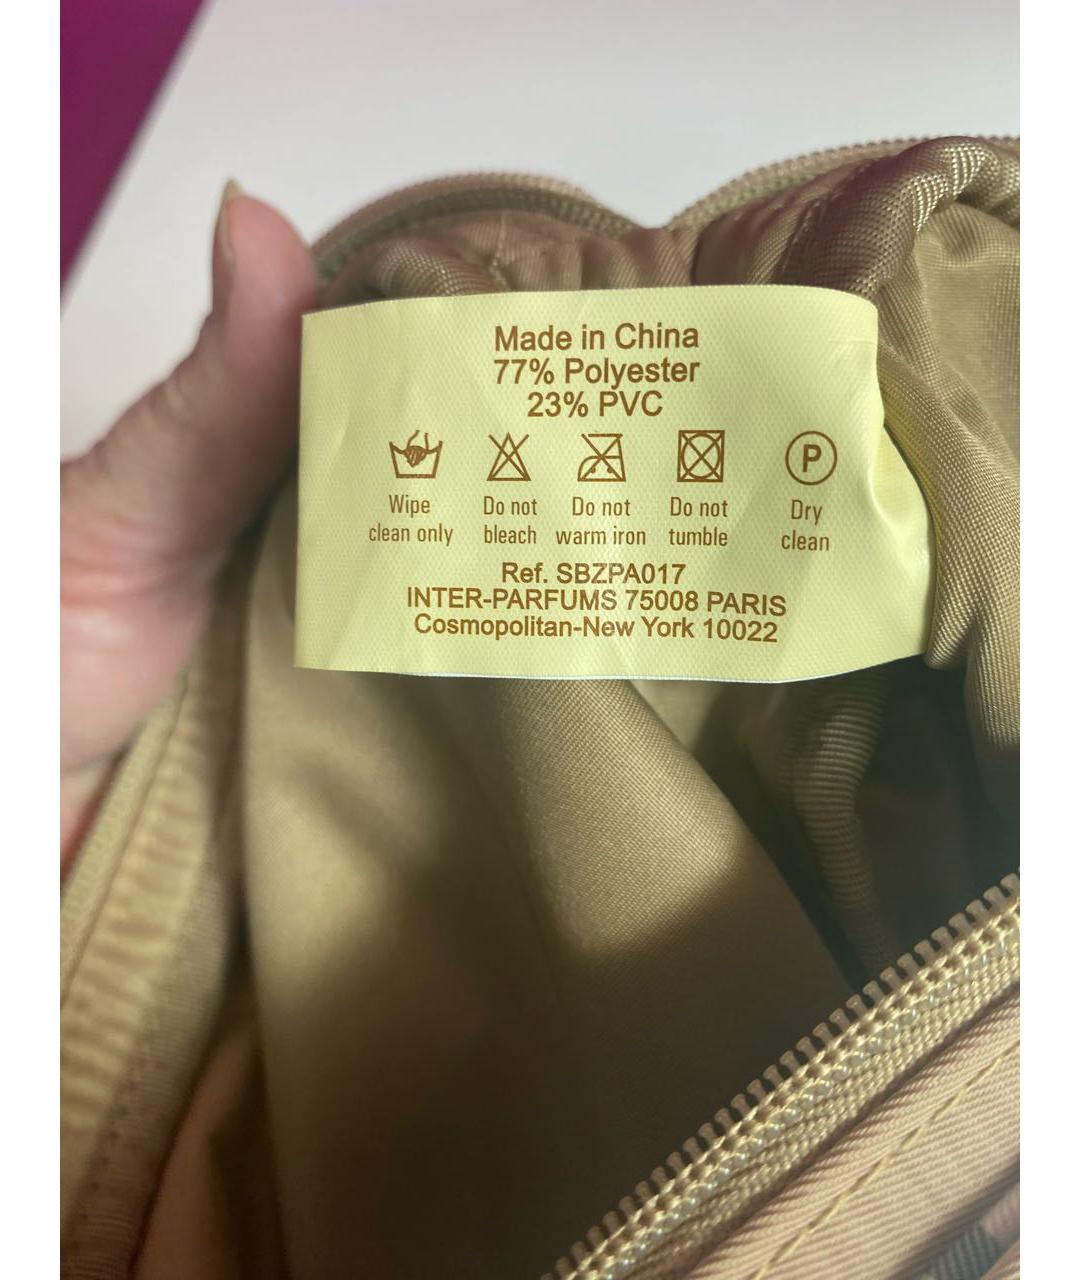 Made in China
77% Polyester
23% PVC
P
Wipe clean only
Do not bleach
Do not warm iron
Do not tumble
Dry clean
Ref. SBZPA017
INTER-PARFUMS 75008 PARIS
Cosmopolitan-New York 10022